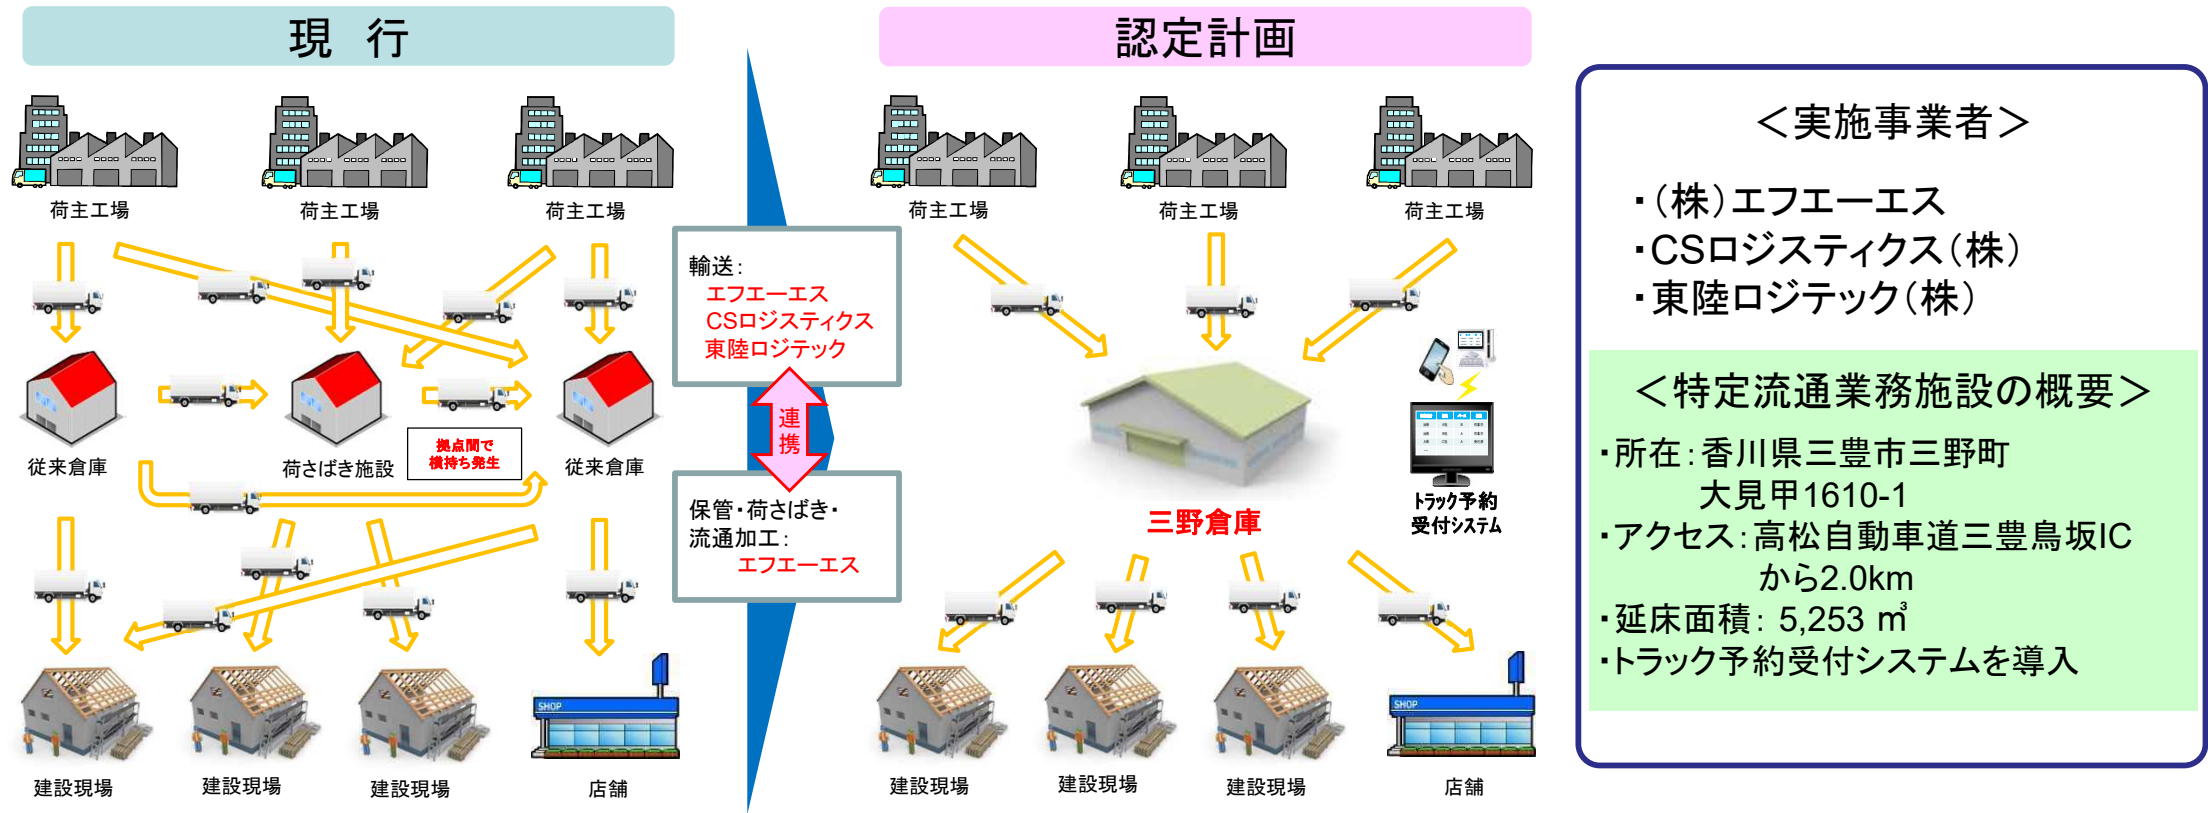 現　行
荷主工場
荷主工場
荷主工場
従来倉庫
荷さばき施設
拠点間で
横持ち発生
従来倉庫
建設現場
建設現場
建設現場
SHOP
店舗
輸送：
エフエーエス
CSロジスティクス
東陸ロジテック
連
携
保管・荷さばき・
流通加工：
エフエーエス
認定計画
荷主工場
荷主工場
荷主工場
三野倉庫
トラック予約
受付システム
建設現場
建設現場
建設現場
SHOP
店舗
＜実施事業者＞
・（株）エフエーエス
・CSロジスティクス（株）
・東陸ロジテック（株）
＜特定流通業務施設の概要＞
・所在：香川県三豊市三野町
大見甲1610-1
・アクセス：高松自動車道三豊鳥坂IC
から2.0km
・延床面積： 5,253 ㎥
・トラック予約受付システムを導入